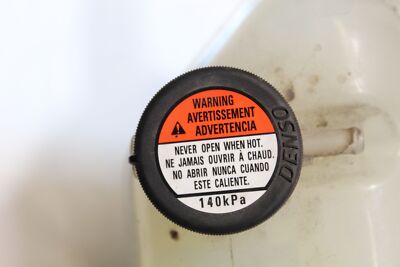 WARNING
AVERTISSEMENT
ADVERTENCIA
NEVER OPEN WHEN HOT.
NE JAMAIS OUVRIR À CHAUD.
NO ABRIR NUNCA CUANDO
ESTE CALIENTE.
140kPa
DENSO